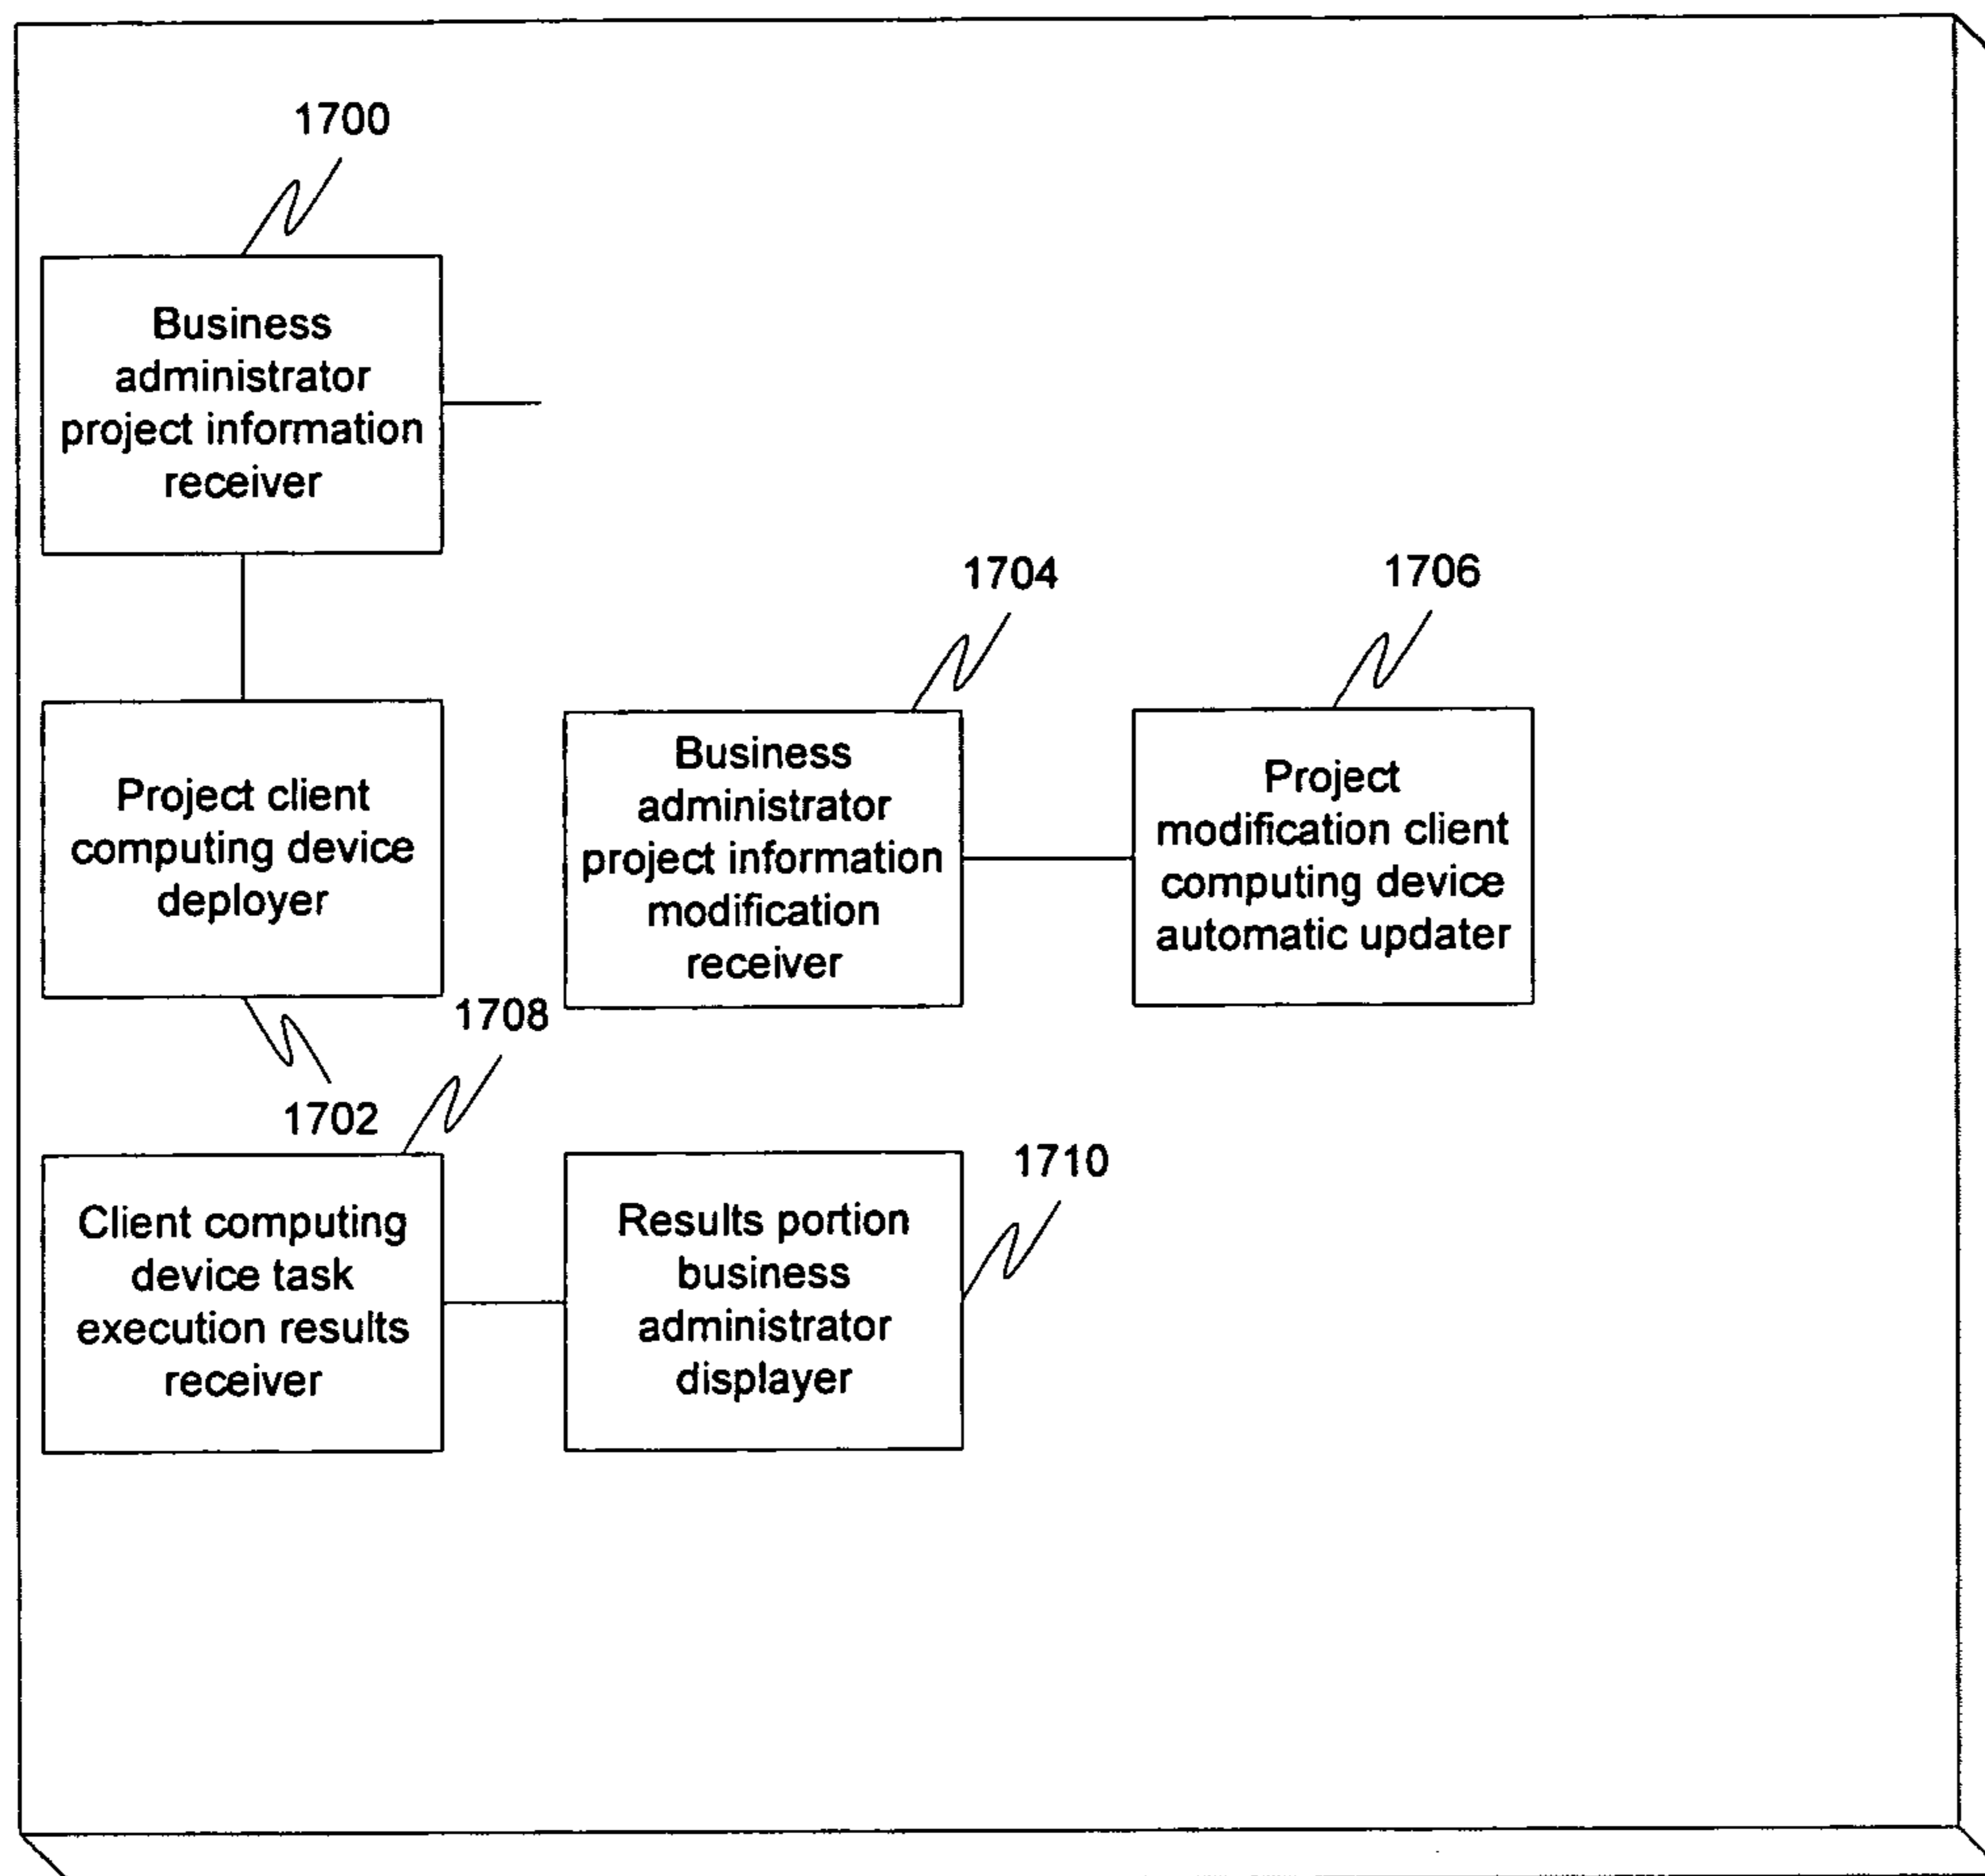 1700
Business
administrator
project information
receiver
1704
1706
Project client
computing device
deployer
Business
administrator
project information
modification
receiver
Project
modification client
computing device
automatic updater
1708
1702
Client computing
device task
execution results
receiver
Results portion
business
administrator
displayer
1710